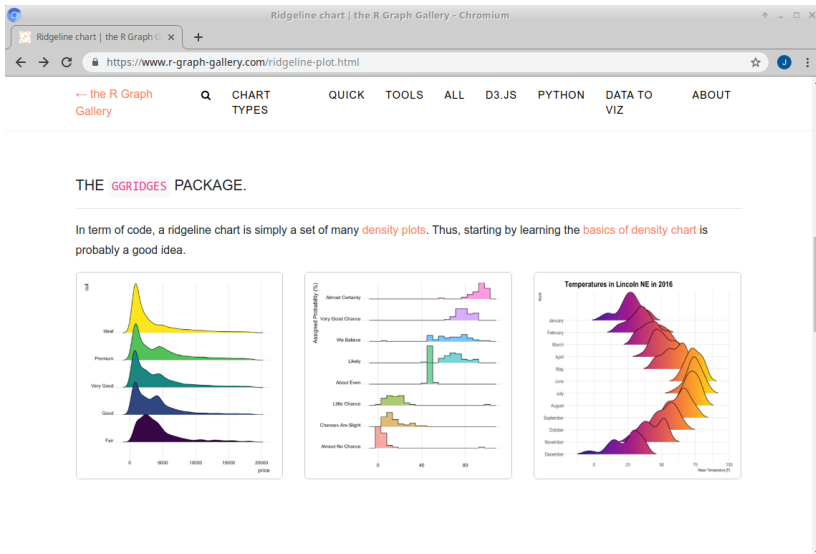 Ridgeline chart | the R Graph Gallery - Chromium
Ridgeline chart | the R Graph G
https://www.r-graph-gallery.com/ridgeline-plot.html
J
← the R Graph
Gallery
CHART
TYPES
QUICK
TOOLS
ALL
D3.JS
PYTHON
DATA TO
VIZ
ABOUT
THE GGRIDGES PACKAGE.
In term of code, a ridgeline chart is simply a set of many density plots. Thus, starting by learning the basics of density chart is
probably a good idea.
cut
Ideal
Premium
Very Good
Good
Fair
0 5000 10000 15000 20000
price
Assigned Probability (%)
Almost Certainty
Very Good Chance
We Believe
Likely
About Even
Little Chance
Chances Are Slight
Almost No Chance
0 40 80
Temperatures in Lincoln NE in 2016
Month
January
February
March
April
May
June
July
August
September
October
November
December
0 25 50 75 100
Mean Temperature [F]